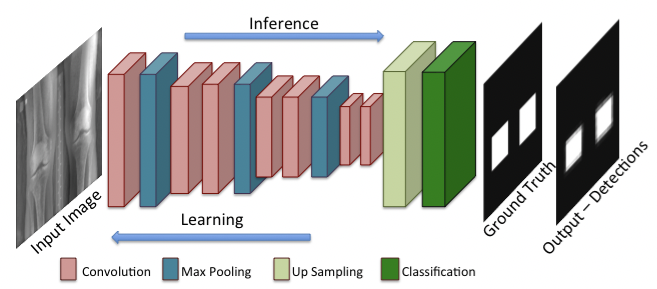 Inference
Input Image
Learning
Ground Truth
Output – Detections
Convolution
Max Pooling
Up Sampling
Classification